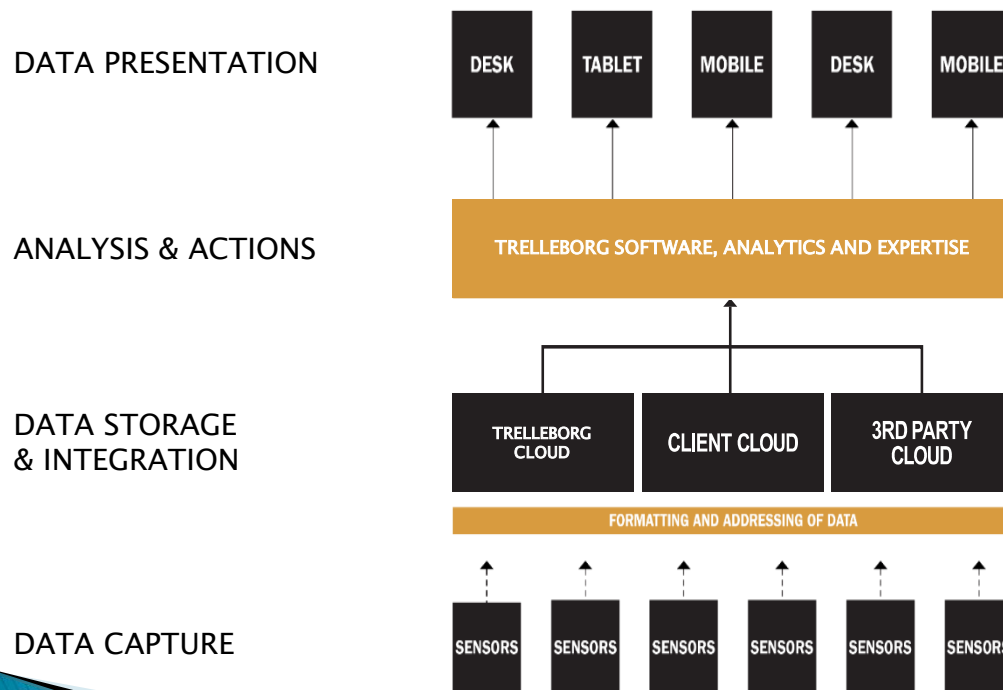 DATA PRESENTATION
DESK
TABLET
MOBILE
DESK
MOBILE
ANALYSIS & ACTIONS
TRELLEBORG SOFTWARE, ANALYTICS AND EXPERTISE
DATA STORAGE
& INTEGRATION
TRELLEBORG
CLOUD
CLIENT CLOUD
3RD PARTY
CLOUD
FORMATTING AND ADDRESSING OF DATA
DATA CAPTURE
SENSORS
SENSORS
SENSORS
SENSORS
SENSORS
SENSORS